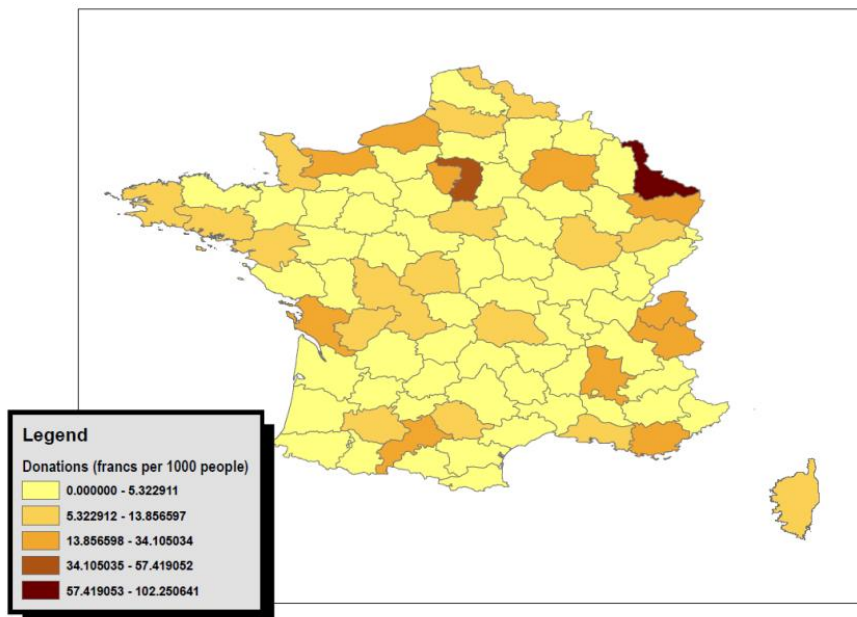 Legend
Donations (francs per 1000 people)
0.000000 - 5.322911
5.322912 - 13.856597
13.856598 - 34.105034
34.105035 - 57.419052
57.419053 - 102.250641